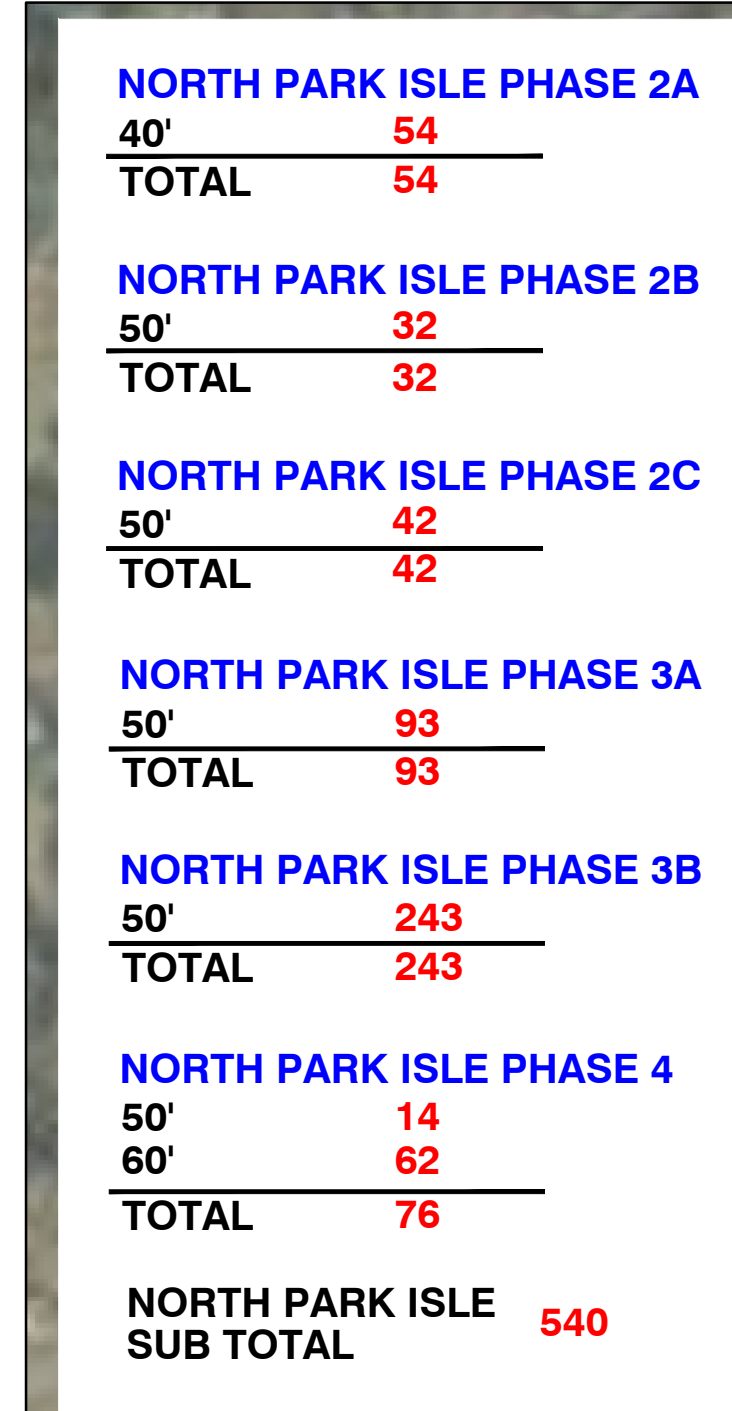 NORTH PARK ISLE PHASE 2A
40' 54
TOTAL 54
NORTH PARK ISLE PHASE 2B
50' 32
TOTAL 32
NORTH PARK ISLE PHASE 2C
50' 42
TOTAL 42
NORTH PARK ISLE PHASE 3A
50' 93
TOTAL 93
NORTH PARK ISLE PHASE 3B
50' 243
TOTAL 243
NORTH PARK ISLE PHASE 4
50' 14
60' 62
TOTAL 76
NORTH PARK ISLE
SUB TOTAL 540